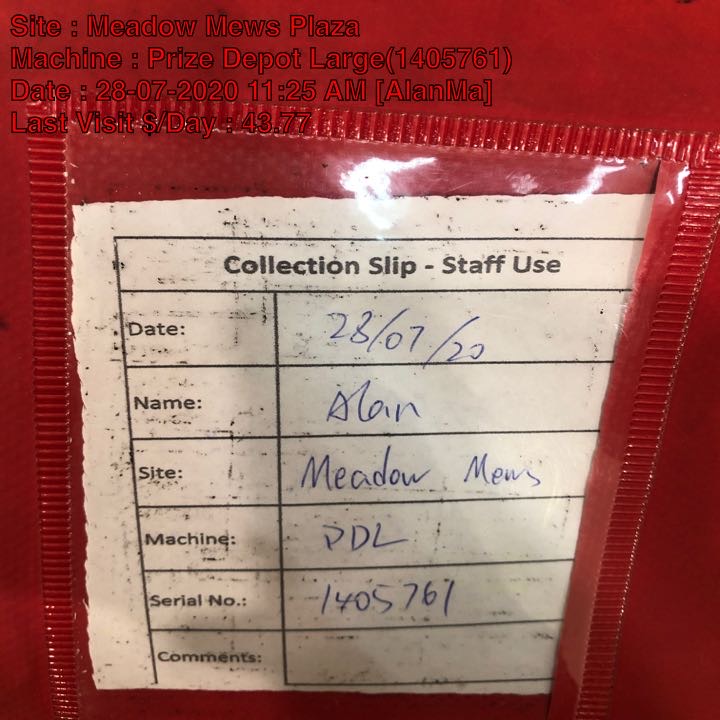 Site : Meadow Mews Plaza
Machine : Prize Depot Large(1405761)
Date : 28-07-2020 11:25 AM [AlanMa]
Last Visit $/Day : 43.77
Collection Slip - Staff Use
Date: 28/07/20
Name: Alan
Site: Meadow Mews
Machine: PDL
Serial No.: 1405761
Comments: